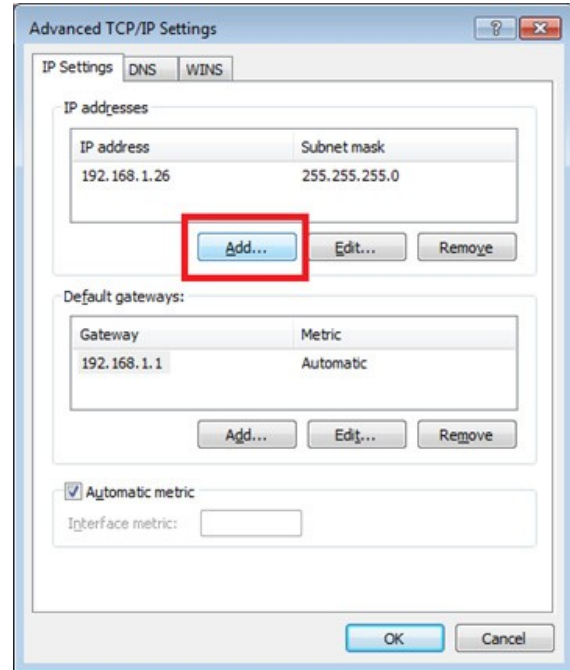 Advanced TCP/IP Settings
IP Settings DNS WINS
IP addresses
IP address Subnet mask
192.168.1.26 255.255.255.0
Add... Edit... Remove
Default gateways:
Gateway Metric
192.168.1.1 Automatic
Add... Edit... Remove
Automatic metric
Interface metric:
OK Cancel